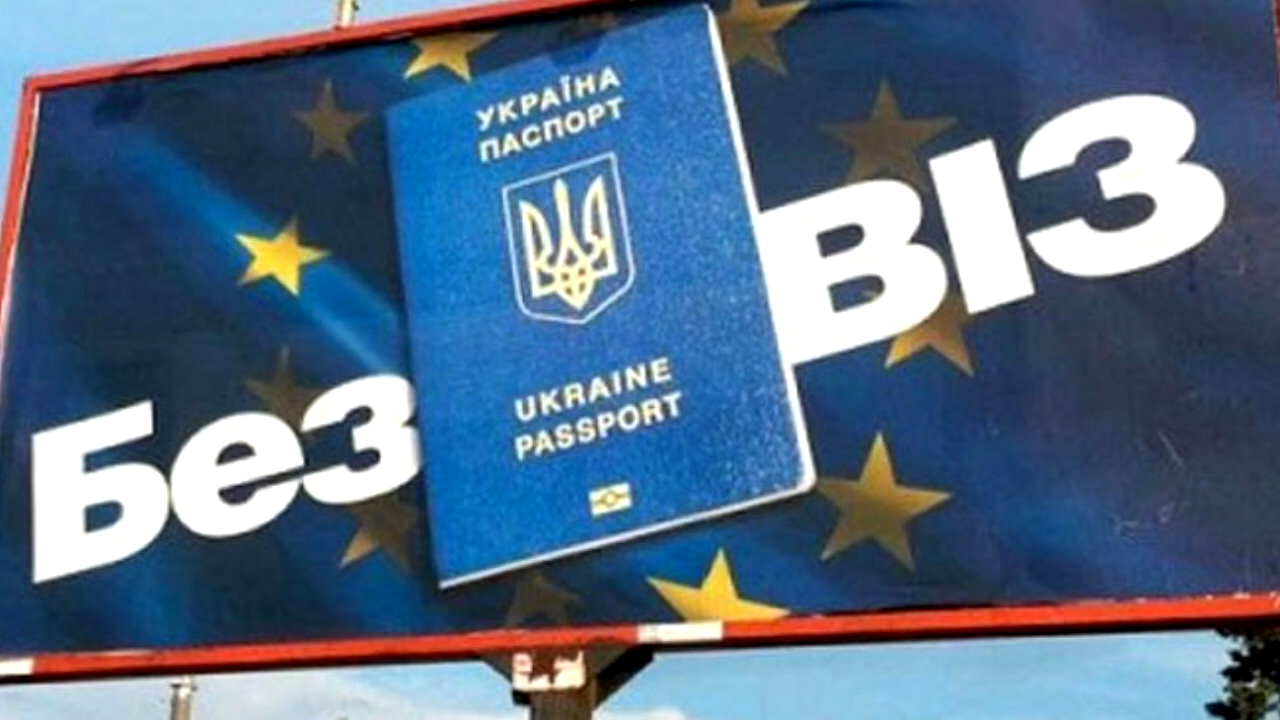 Без
УКРАЇНА
ПАСПОРТ
UKRAINE
PASSPORT
ВІЗ